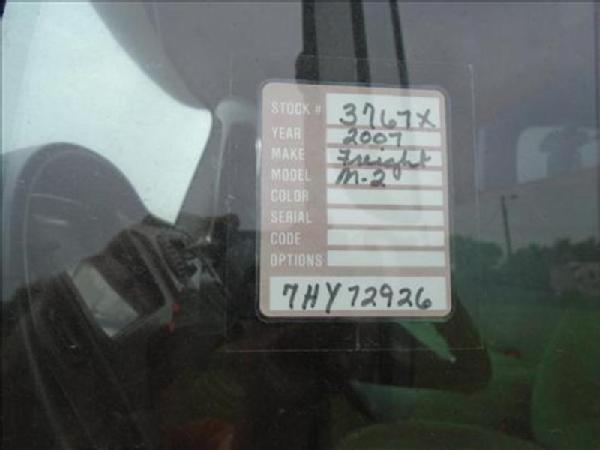 STOCK # 3767X
YEAR 2007
MAKE Freight
MODEL M-2
COLOR
SERIAL
CODE
OPTIONS
7HY72926